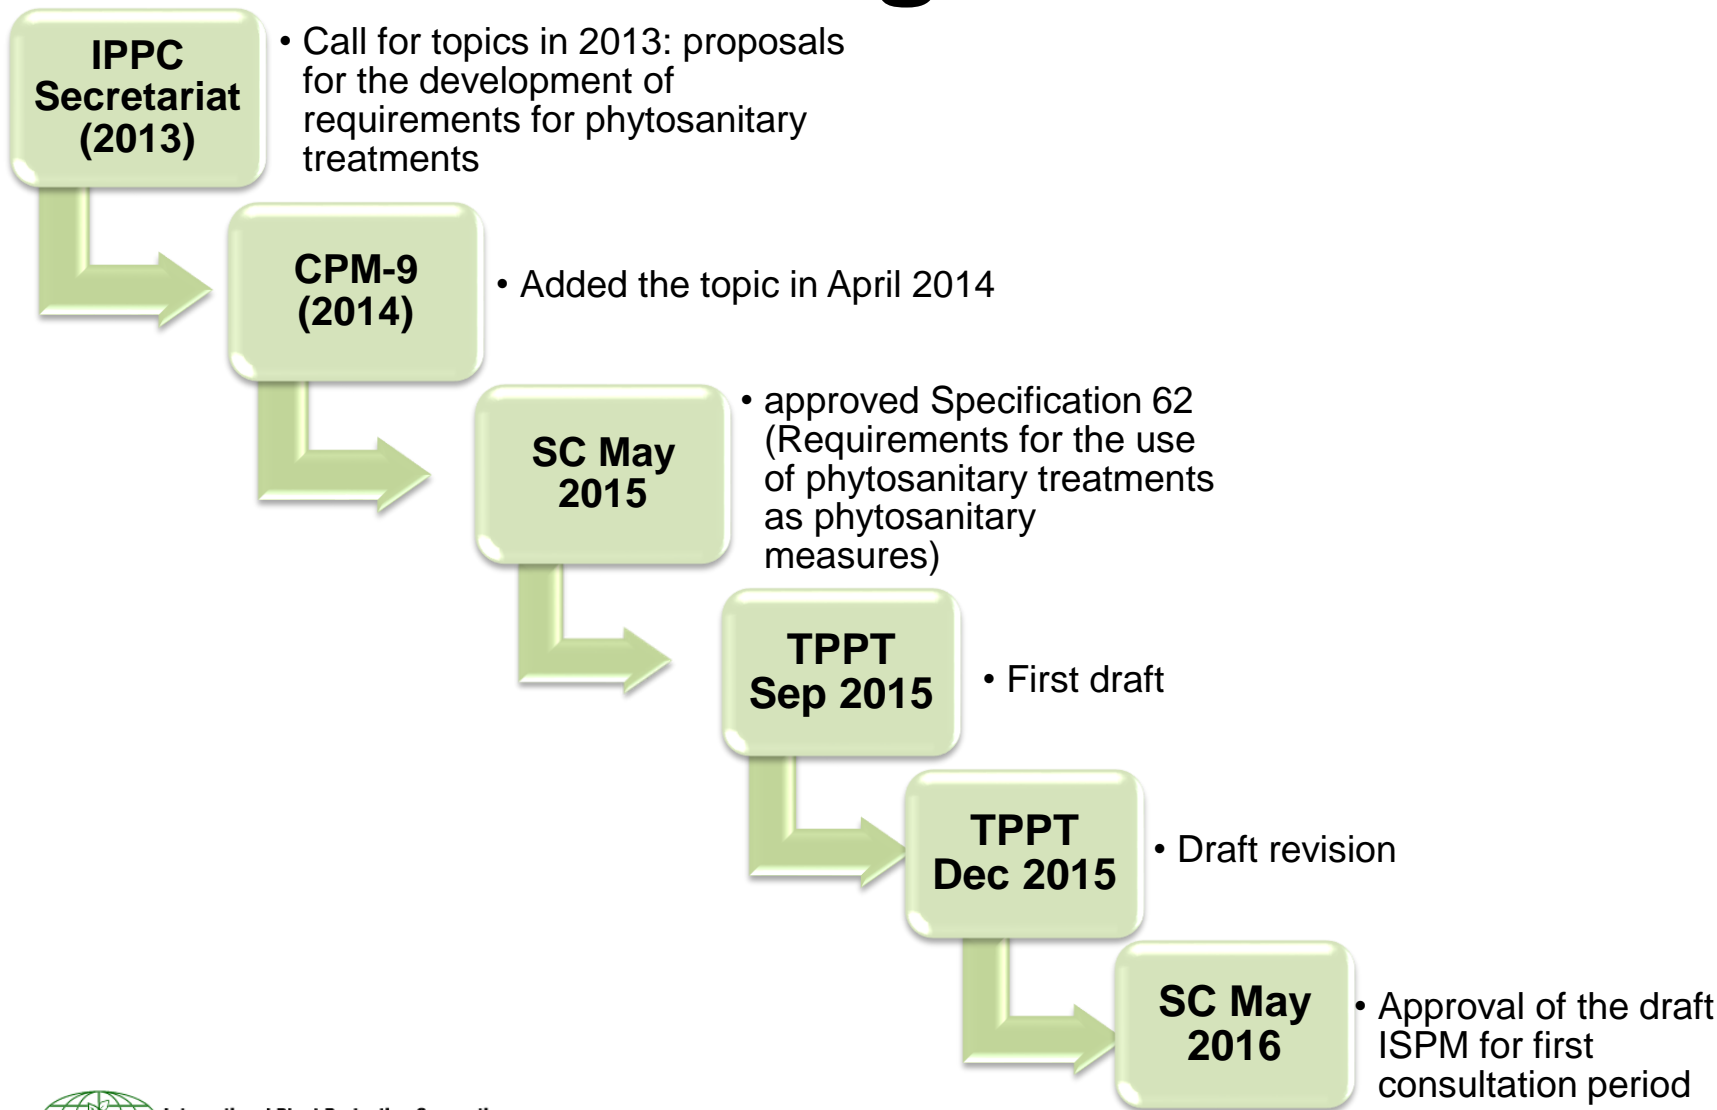 IPPC
Secretariat
(2013)
• Call for topics in 2013: proposals
for the development of
requirements for phytosanitary
treatments
CPM-9
(2014)
• Added the topic in April 2014
SC May
2015
• approved Specification 62
(Requirements for the use
of phytosanitary treatments
as phytosanitary
measures)
TPPT
Sep 2015
• First draft
TPPT
Dec 2015
• Draft revision
SC May
2016
• Approval of the draft
ISPM for first
consultation period